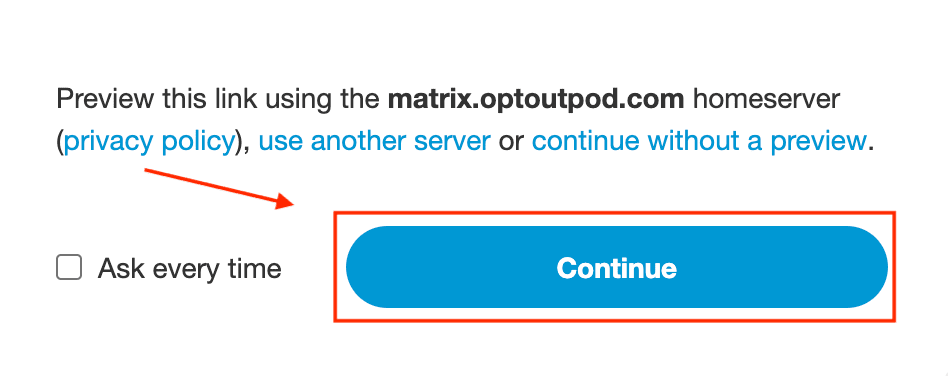 Preview this link using the matrix.optoutpod.com homeserver
(privacy policy), use another server or continue without a preview.
Ask every time
Continue